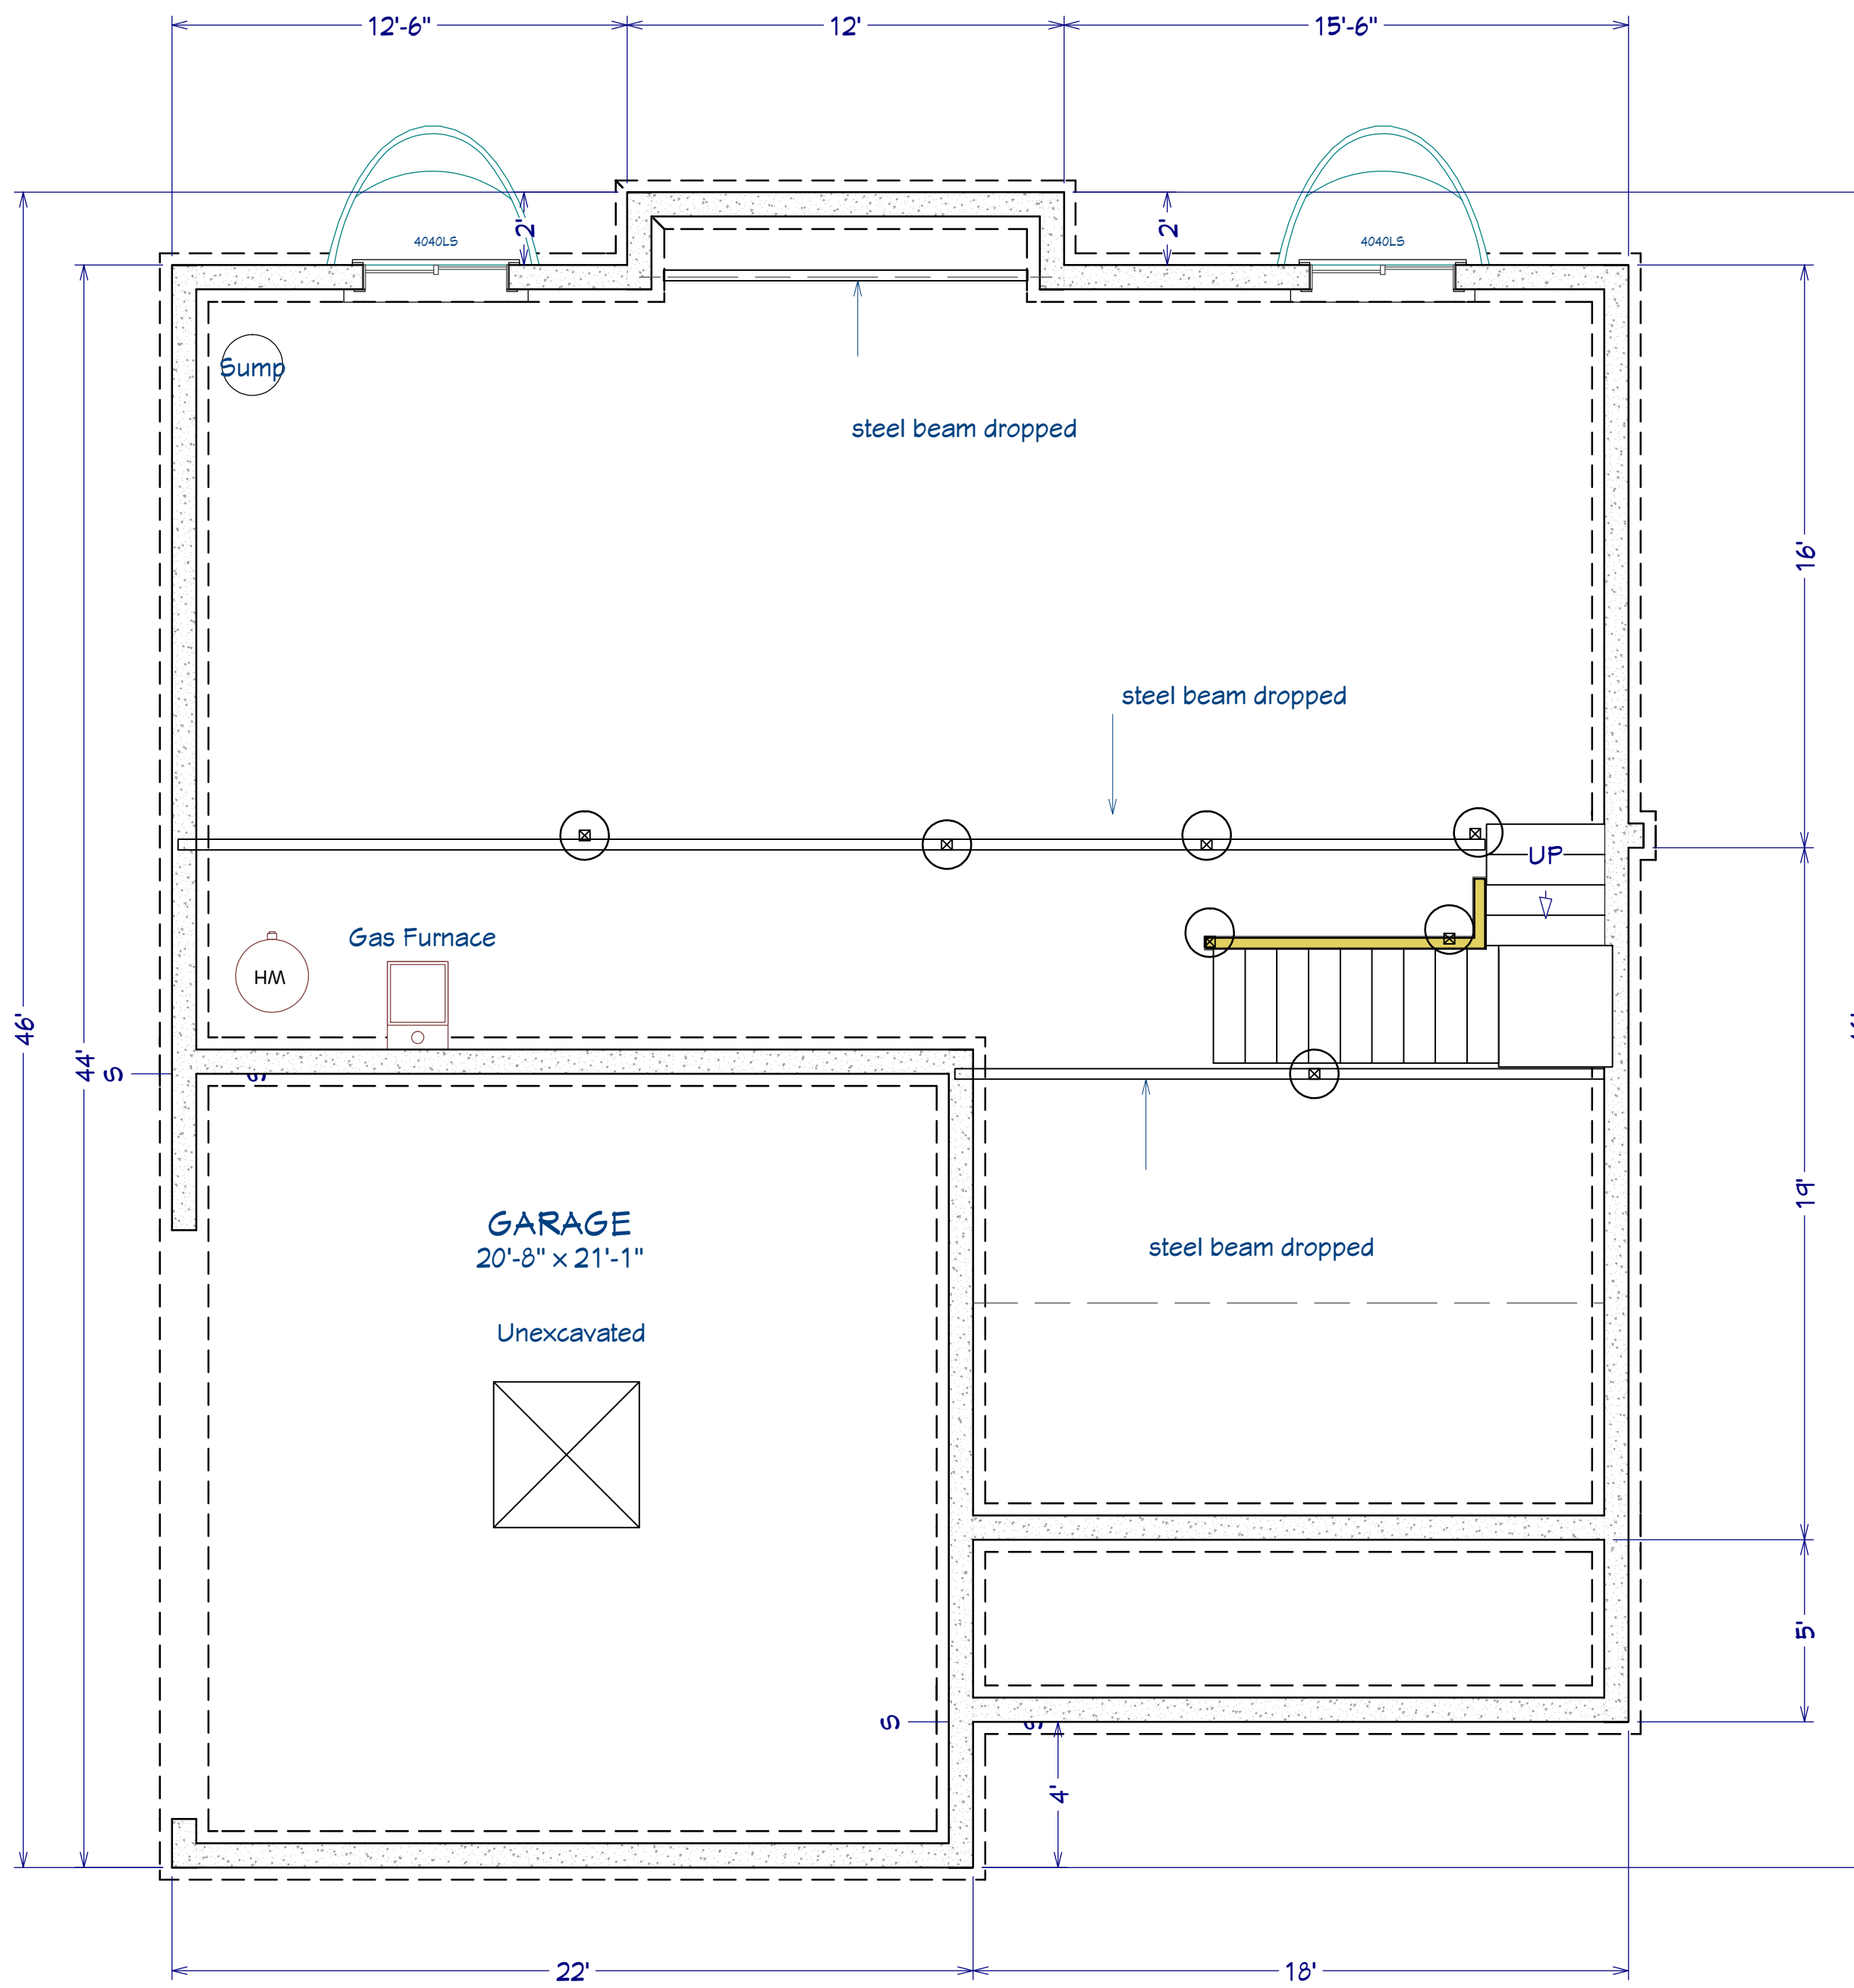 12'-6"
12'
15'-6"
4040LS
2'
2'
4040LS
Sump
steel beam dropped
16'
steel beam dropped
UP
Gas Furnace
WH
46'
44'
S
S
19'
GARAGE
20'-8" x 21'-1"
steel beam dropped
Unexcavated
5'
S
S
4'
22'
18'